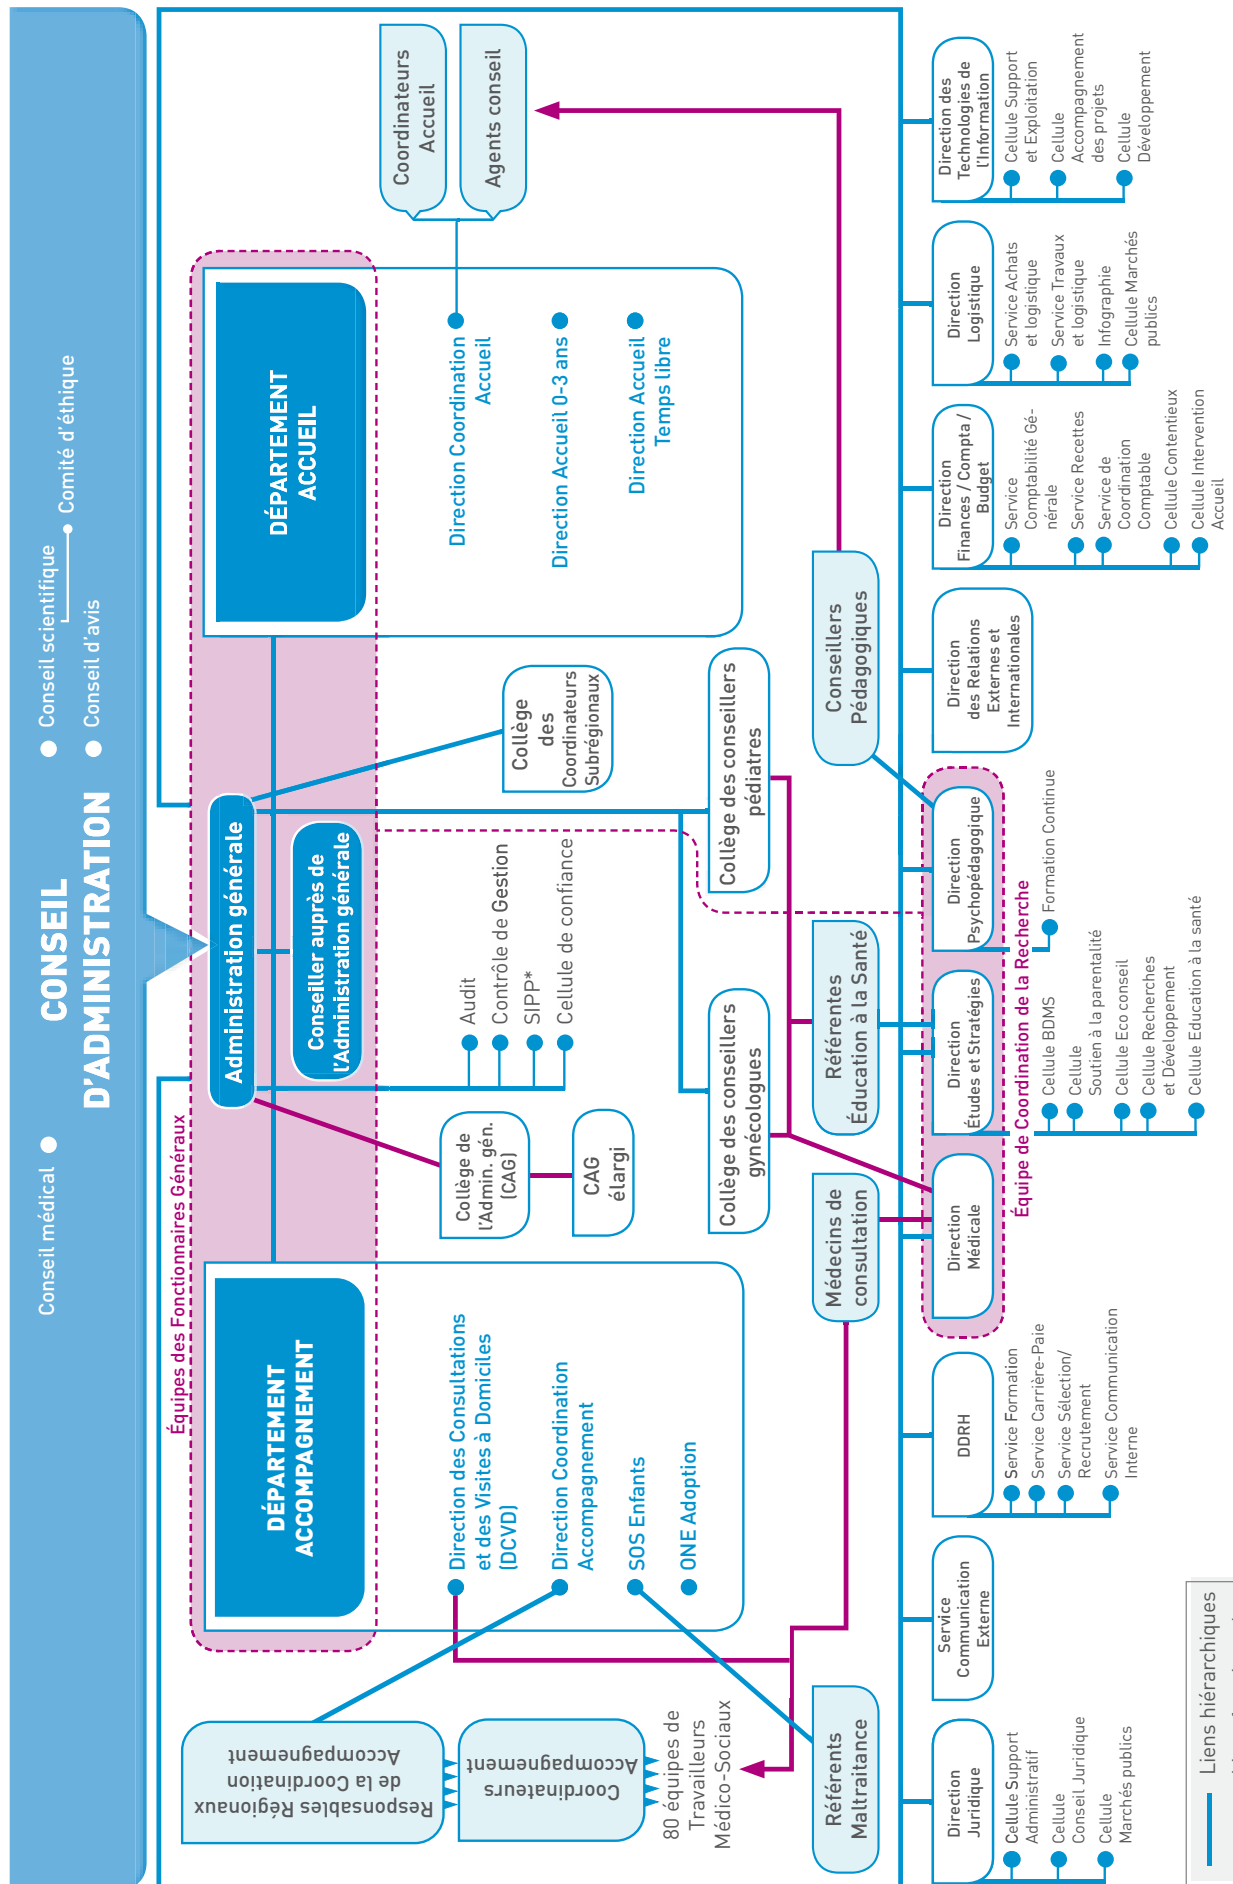 Conseil médical
CONSEIL
D'ADMINISTRATION
Conseil scientifique
Comité d'éthique
Conseil d'avis
Équipes des Fonctionnaires Généraux
Administration générale
Conseiller auprès de
l'Administration générale
DÉPARTEMENT
ACCOMPAGNEMENT
Direction des Consultations
et des Visites à Domiciles
(DCVD)
Direction Coordination
Accompagnement
SOS Enfants
ONE Adoption
Responsables Régionaux
de la Coordination
Accompagnement
Coordinateurs
Accompagnement
80 équipes de
Travailleurs
Médico-Sociaux
Collège de
l'Admin. gén.
(CAG)
CAG
élargi
Audit
Contrôle de Gestion
SIPP*
Cellule de confiance
Collège
des
Coordinateurs
Subrégionaux
DÉPARTEMENT
ACCUEIL
Direction Coordination
Accueil
Direction Accueil 0-3 ans
Direction Accueil
Temps libre
Coordinateurs
Accueil
Agents conseil
Collège des conseillers
gynécologues
Collège des conseillers
pédiatres
Référents
Maltraitance
Médecins de
consultation
Référentes
Éducation à la Santé
Conseillers
Pédagogiques
Direction
Juridique
Cellule Support
Administratif
Cellule
Conseil Juridique
Cellule
Marchés publics
Service
Communication
Externe
DDRH
Service Formation
Service Carrière-Paie
Service Sélection/
Recrutement
Service Communication
Interne
Direction
Médicale
Direction
Études et Stratégies
Équipe de Coordination de la Recherche
Cellule BDMS
Cellule
Soutien à la parentalité
Cellule Eco conseil
Cellule Recherches
et Développement
Cellule Education à la santé
Direction
Psychopédagogique
Formation Continue
Direction
des Relations
Externes et
Internationales
Direction
Finances / Compta /
Budget
Service
Comptabilité Gé-
nérale
Service Recettes
Service de
Coordination
Comptable
Cellule Contentieux
Cellule Intervention
Accueil
Direction
Logistique
Service Achats
et logistique
Service Travaux
et logistique
Infographie
Cellule Marchés
publics
Direction des
Technologies de
l'Information
Cellule Support
et Exploitation
Cellule
Accompagnement
des projets
Cellule
Développement
Liens hiérarchiques